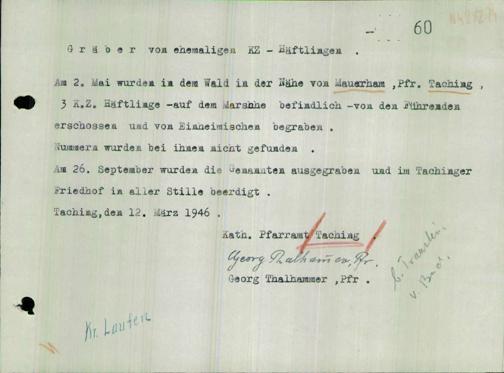 60
Gräber von ehemaligen KZ - Häftlingen .
Am 2. Mai wurden in dem Wald in der Nähe von Mauerham ,Pfr. Taching ,
3 K.Z. Häftlinge -auf dem Marshhe befindlich -von den Führenden
erschossen und von Einheimischen begraben .
Nummern wurden bei ihnen nicht gefunden .
Am 26. September wurden die Genannten ausgegraben und im Tachinger
Friedhof in aller Stille beerdigt .
Taching,den 12. März 1946 .
Kath. Pfarramt Taching .
Georg Thalhammer, Pfr.
Georg Thalhammer ,Pfr .
Kr. Laufen